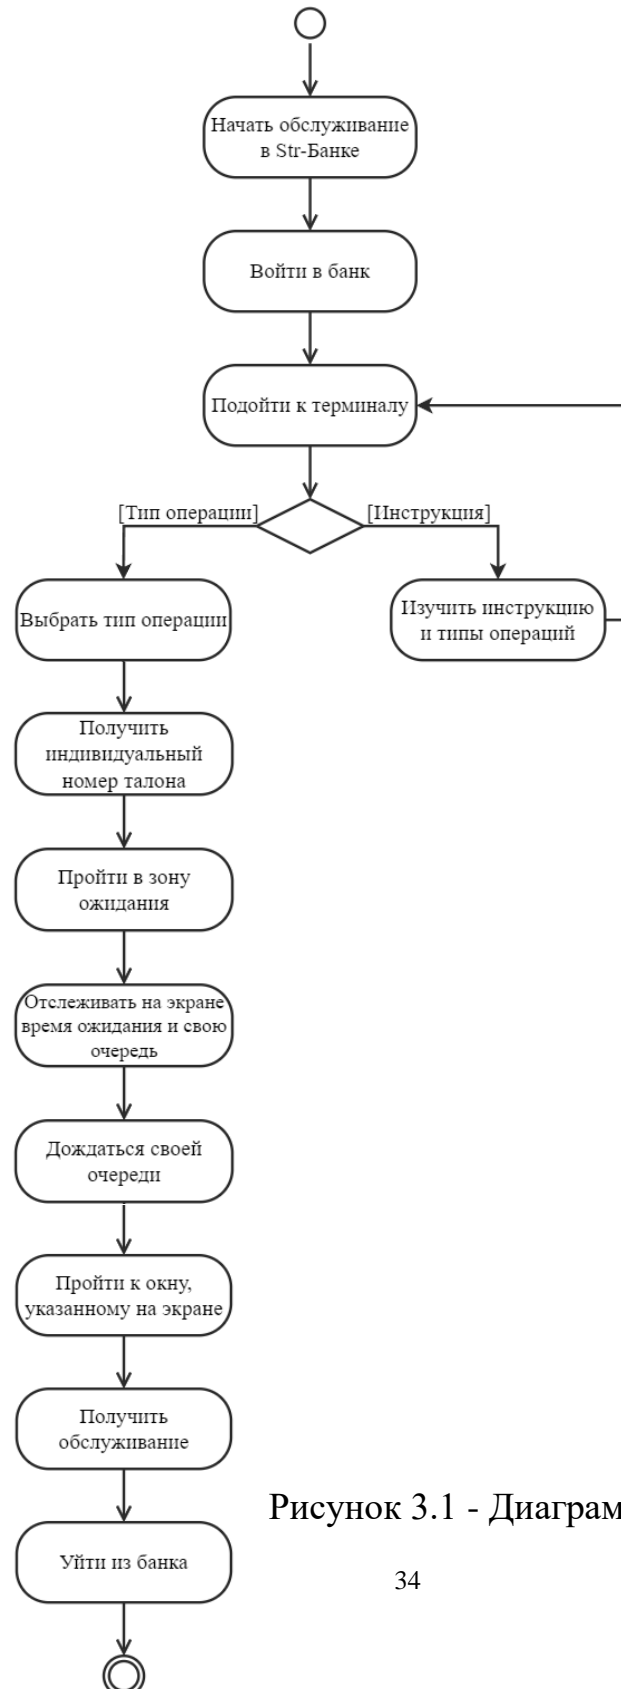 Начать обслуживание
в Str-Банке
Войти в банк
Подойти к терминалу
[Тип операции]
[Инструкция]
Выбрать тип операции
Изучить инструкцию
и типы операций
Получить
индивидуальный
номер талона
Пройти в зону
ожидания
Отслеживать на экране
время ожидания и свою
очередь
Дождаться своей
очереди
Пройти к окну,
указанному на экране
Получить
обслуживание
Уйти из банка
Рисунок 3.1 - Диаграм
34